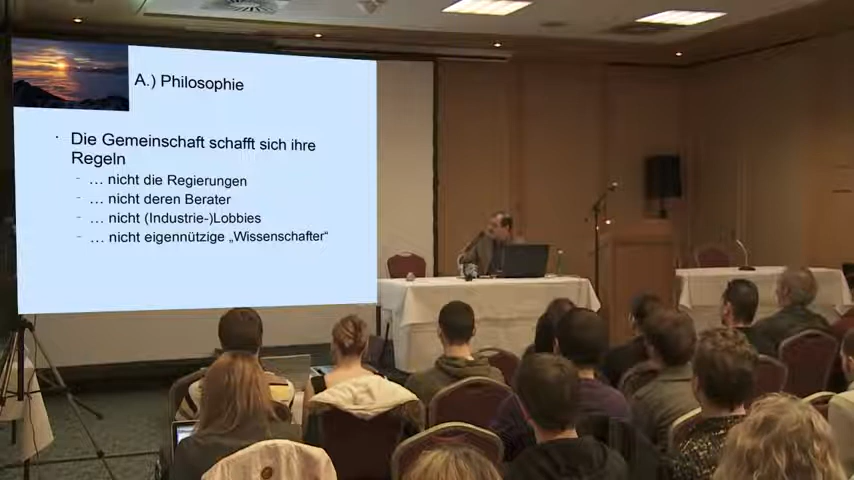 A.) Philosophie
· Die Gemeinschaft schafft sich ihre
Regeln
- … nicht die Regierungen
- … nicht deren Berater
- … nicht (Industrie-)Lobbies
- … nicht eigennützige „Wissenschafter“